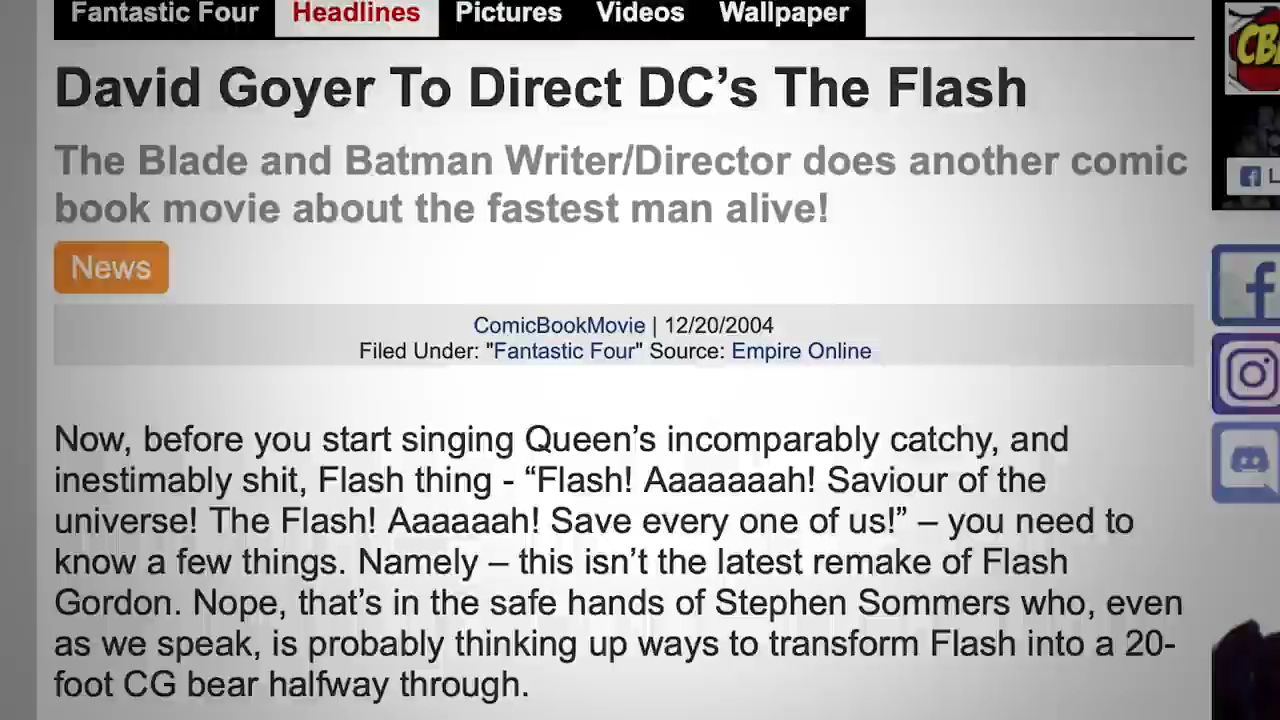 Fantastic Four Headlines Pictures Videos Wallpaper
David Goyer To Direct DC’s The Flash
The Blade and Batman Writer/Director does another comic
book movie about the fastest man alive!
News
ComicBookMovie | 12/20/2004
Filed Under: "Fantastic Four" Source: Empire Online
Now, before you start singing Queen’s incomparably catchy, and
inestimably shit, Flash thing - “Flash! Aaaaaaah! Saviour of the
universe! The Flash! Aaaaaah! Save every one of us!” – you need to
know a few things. Namely – this isn’t the latest remake of Flash
Gordon. Nope, that’s in the safe hands of Stephen Sommers who, even
as we speak, is probably thinking up ways to transform Flash into a 20-
foot CG bear halfway through.